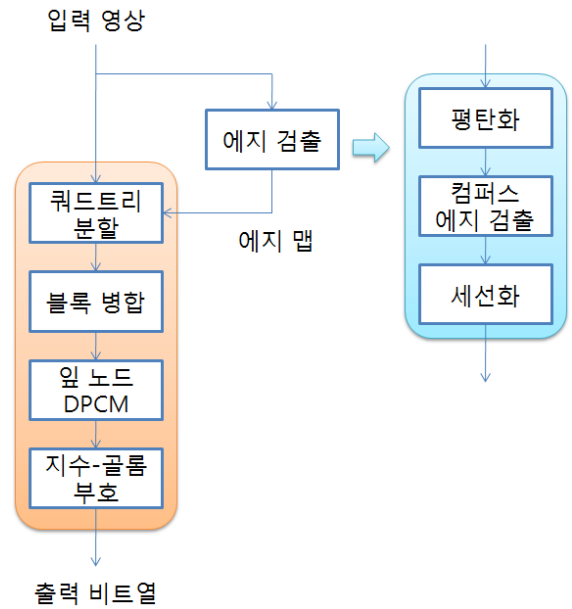 입력 영상
에지 검출
쿼드트리
분할
에지 맵
블록 병합
잎 노드
DPCM
지수-골롬
부호
출력 비트열
평탄화
컴퍼스
에지 검출
세선화